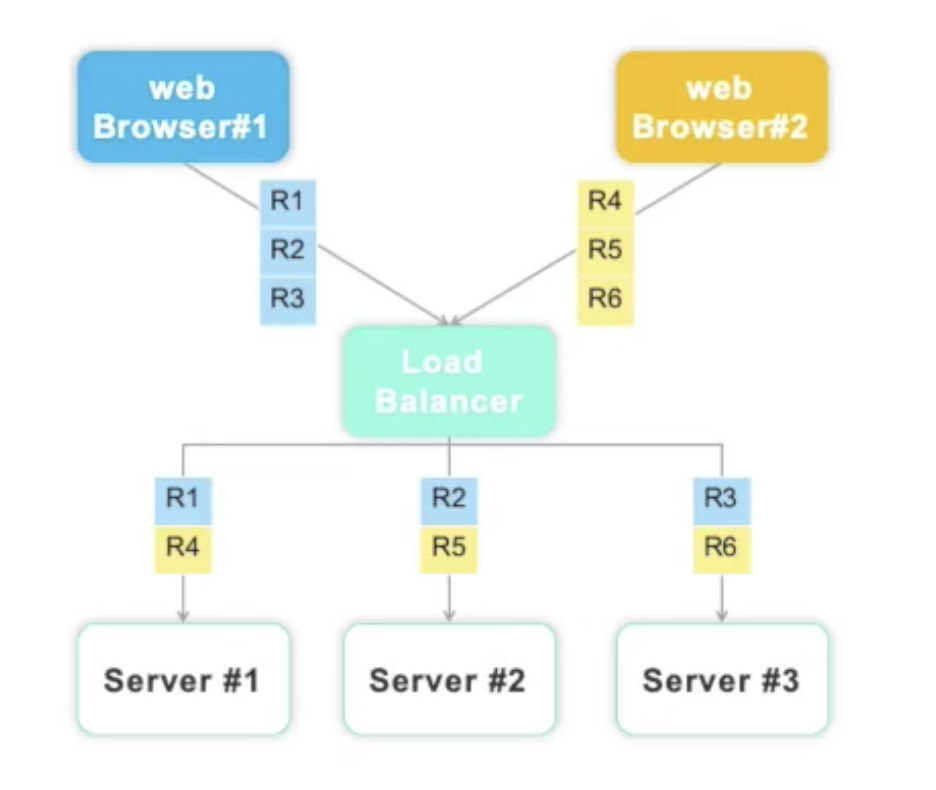 web
Browser#1
web
Browser#2
R1
R2
R3
R4
R5
R6
Load
Balancer
R1
R4
R2
R5
R3
R6
Server #1
Server #2
Server #3